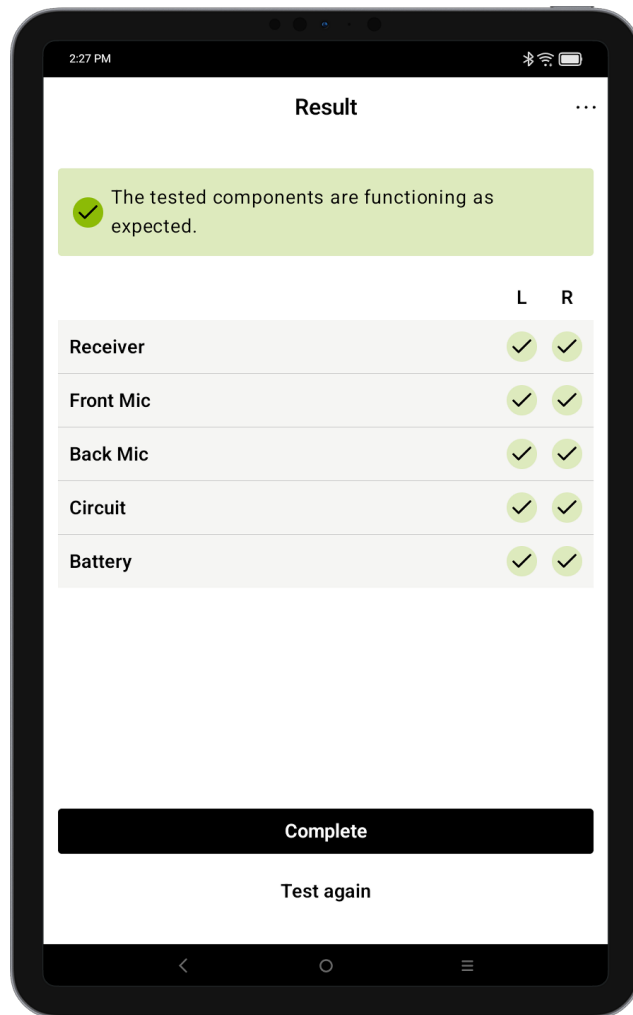 2:27 PM
Result
The tested components are functioning as
expected.
L R
Receiver
Front Mic
Back Mic
Circuit
Battery
Complete
Test again